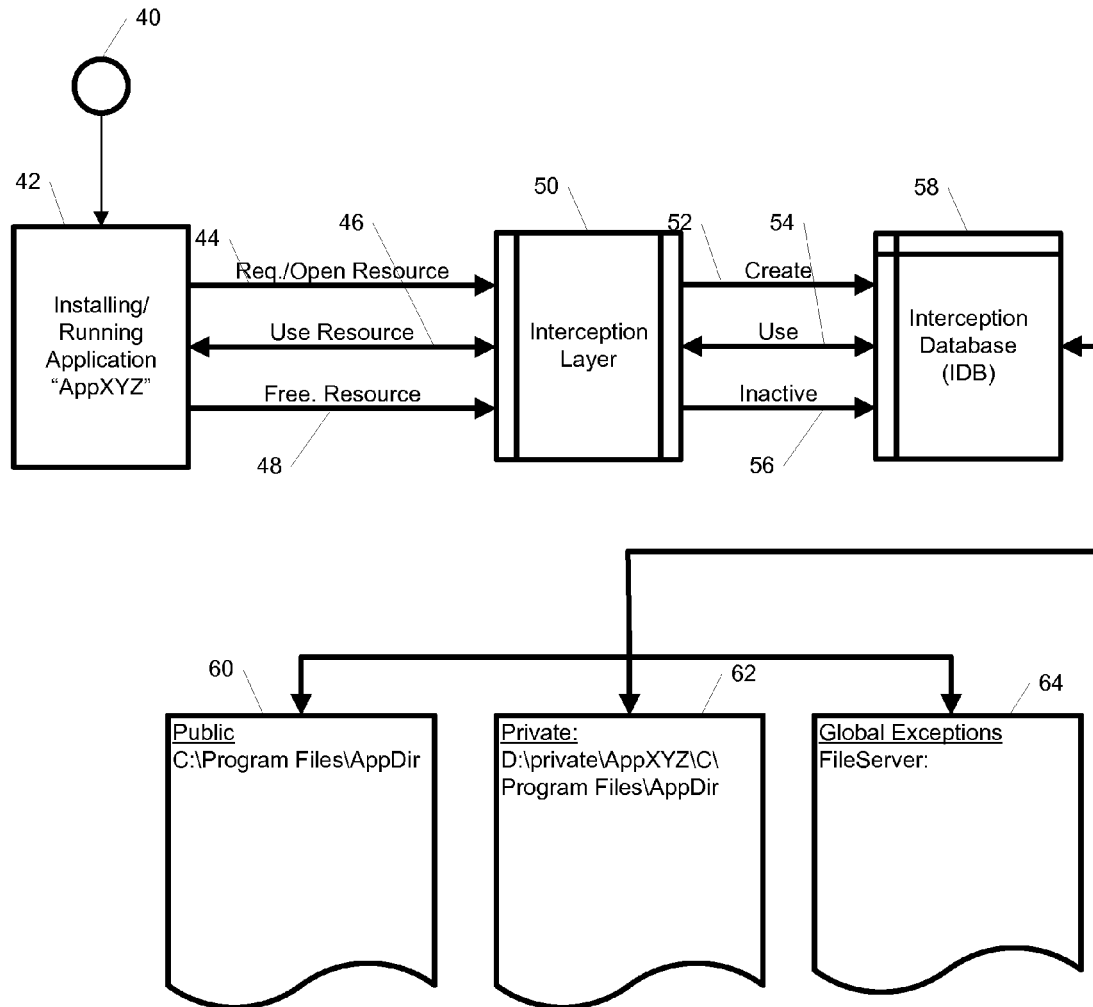 40
42
44
46
50
52
54
58
Req./Open Resource
Create
Installing/
Running
Application
“AppXYZ”
Use Resource
Interception
Layer
Use
Interception
Database
(IDB)
Free. Resource
Inactive
48
56
60
62
64
Public
C:\Program Files\AppDir
Private:
D:\private\AppXYZ\C\
Program Files\AppDir
Global Exceptions
FileServer: